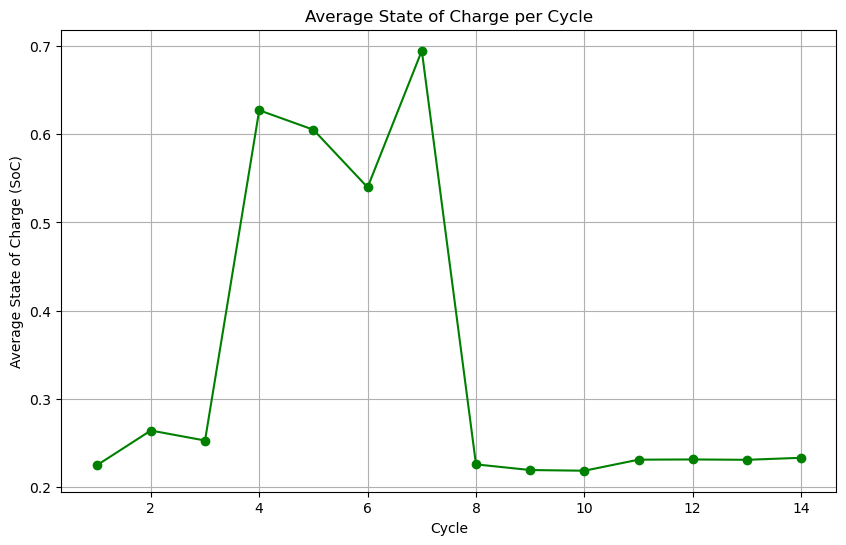 Average State of Charge per Cycle
Average State of Charge (SoC)
0.7
0.6
0.5
0.4
0.3
0.2
2 4 6 8 10 12 14
Cycle